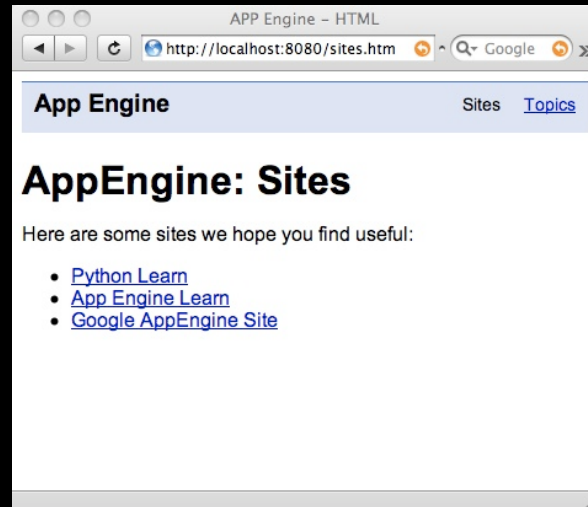 APP Engine – HTML
http://localhost:8080/sites.htm Google
App Engine Sites Topics
AppEngine: Sites
Here are some sites we hope you find useful:
• Python Learn
• App Engine Learn
• Google AppEngine Site